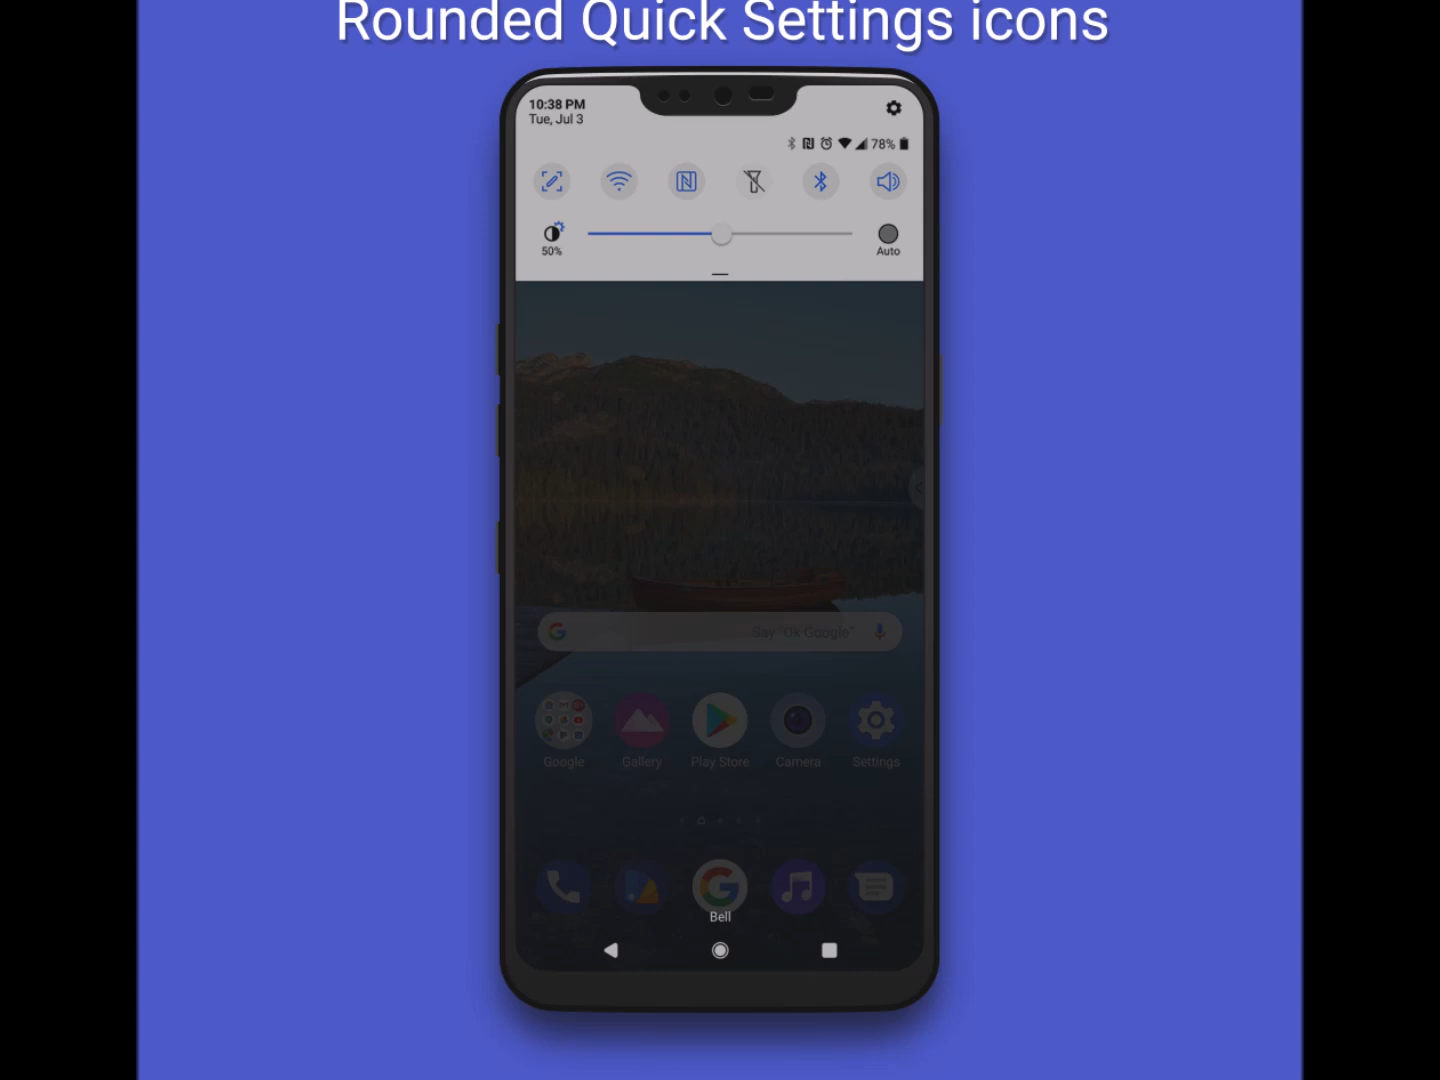 Rounded Quick Settings icons
10:38 PM
Tue, Jul 3
78%
50%
Auto
Say "Ok Google"
Google
Gallery
Play Store
Camera
Settings
Bell